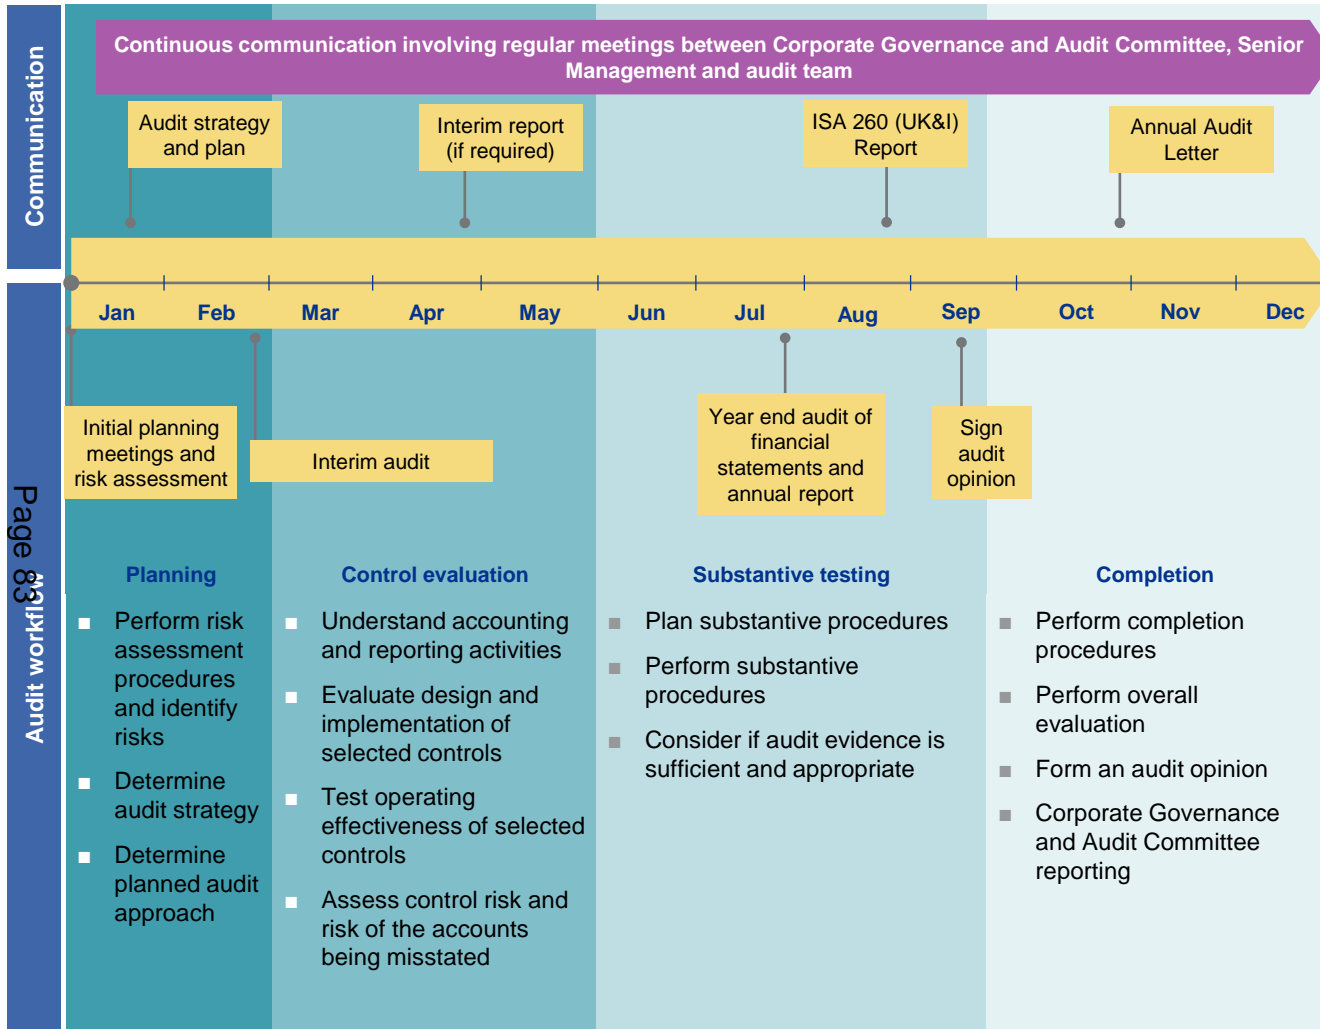 Communication
Continuous communication involving regular meetings between Corporate Governance and Audit Committee, Senior
Management and audit team
Audit strategy
and plan
Interim report
(if required)
ISA 260 (UK&I)
Report
Annual Audit
Letter
Jan
Feb
Mar
Apr
May
Jun
Jul
Aug
Sep
Oct
Nov
Dec
Initial planning
meetings and
risk assessment
Interim audit
Year end audit of
financial
statements and
annual report
Sign
audit
opinion
Page 83
Audit workflow
Planning
Perform risk
assessment
procedures
and identify
risks
Determine
audit strategy
Determine
planned audit
approach
Control evaluation
Understand accounting
and reporting activities
Evaluate design and
implementation of
selected controls
Test operating
effectiveness of selected
controls
Assess control risk and
risk of the accounts
being misstated
Substantive testing
Plan substantive procedures
Perform substantive
procedures
Consider if audit evidence is
sufficient and appropriate
Completion
Perform completion
procedures
Perform overall
evaluation
Form an audit opinion
Corporate Governance
and Audit Committee
reporting